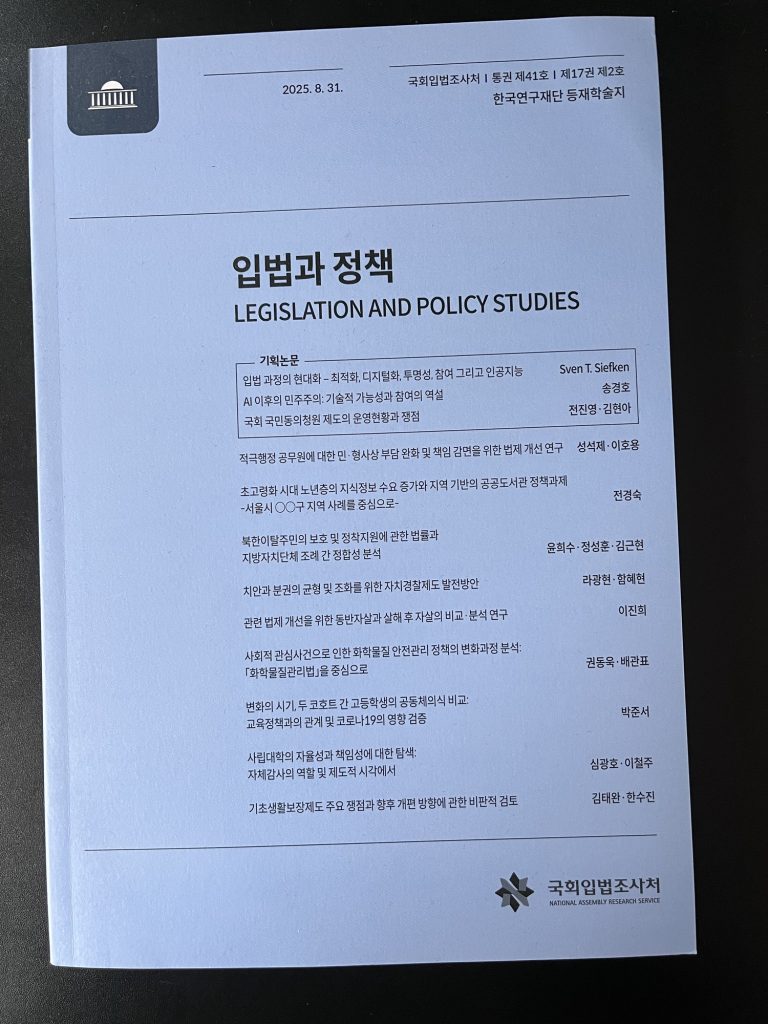 2025. 8. 31.
국회입법조사처 | 통권 제41호 | 제17권 제2호
한국연구재단 등재학술지
입법과 정책
LEGISLATION AND POLICY STUDIES
기획논문
입법 과정의 현대화 – 최적화, 디지털화, 투명성, 참여 그리고 인공지능 Sven T. Siefken
AI 이후의 민주주의: 기술적 가능성과 참여의 역설 송경호
국회 국민동의청원 제도의 운영현황과 쟁점 전진영·김현아
적극행정 공무원에 대한 민·형사상 부담 완화 및 책임 감면을 위한 법제 개선 연구 성석제·이호용
초고령화 시대 노년층의 지식정보 수요 증가와 지역 기반의 공공도서관 정책과제
-서울시 ○○구 지역 사례를 중심으로- 전경숙
북한이탈주민의 보호 및 정착지원에 관한 법률과
지방자치단체 조례 간 정합성 분석 윤희수·정성훈·김근현
치안과 분권의 균형 및 조화를 위한 자치경찰제도 발전방안 라광현·함혜현
관련 법제 개선을 위한 동반자살과 살해 후 자살의 비교·분석 연구 이진희
사회적 관심사건으로 인한 화학물질 안전관리 정책의 변화과정 분석:
「화학물질관리법」을 중심으로 권동욱·배관표
변화의 시기, 두 코호트 간 고등학생의 공동체의식 비교:
교육정책과의 관계 및 코로나19의 영향 검증 박준서
사립대학의 자율성과 책임성에 대한 탐색:
자체감사의 역할 및 제도적 시각에서 심광호·이철주
기초생활보장제도 주요 쟁점과 향후 개편 방향에 관한 비판적 검토 김태완·한수진
국회입법조사처
NATIONAL ASSEMBLY RESEARCH SERVICE